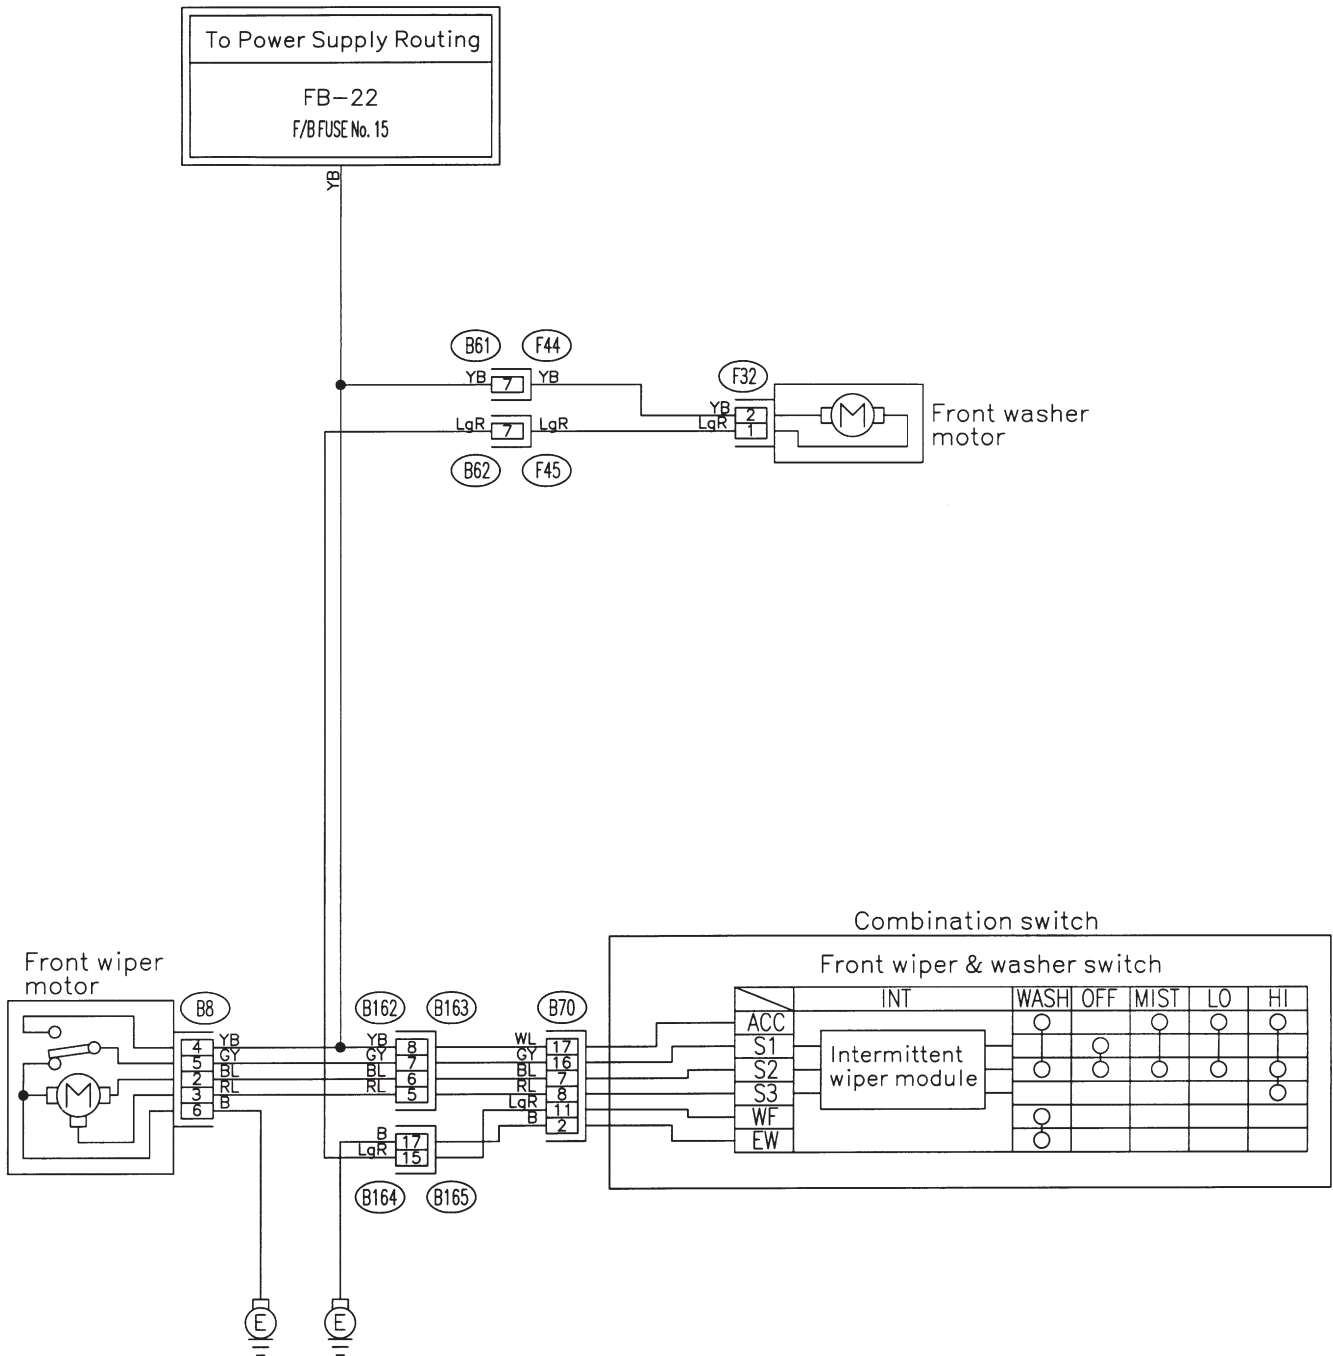 To Power Supply Routing
FB-22
F/B FUSE No. 15
YB
B61 F44
YB 7 YB
F32
YB 2
LgR 7 LgR
LgR 1
M
Front washer
motor
B62 F45
Combination switch
Front wiper & washer switch
Front wiper
motor
B8
B162 B163
B70
INT WASH OFF MIST LO HI
ACC
S1
S2
S3
WF
EW
Intermittent
wiper module
4 YB YB 8 WL 17
5 GY GY 7 GY 16
2 BL BL 6 BL 7
3 RL RL 5 RL 8
6 B LgR 11
B 2
M
B 17
LgR 15
B164 B165
E E